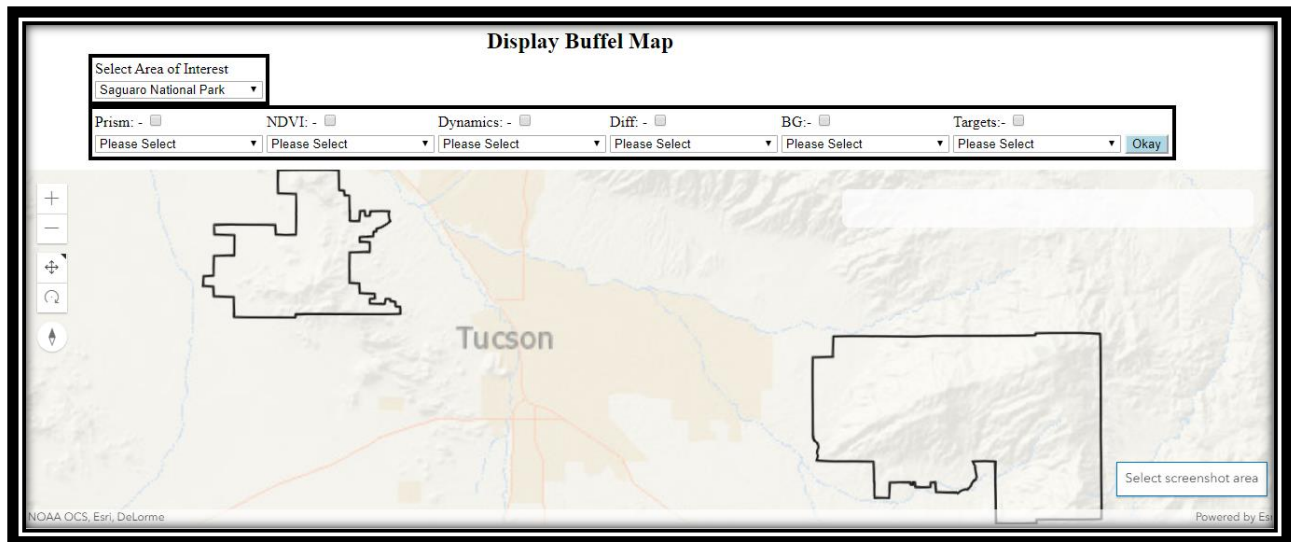 Display Buffel Map
Select Area of Interest
Saguaro National Park
Prism: - NDVI: - Dynamics: - Diff: - BG:- Targets:-
Please Select Please Select Please Select Please Select Please Select Please Select Okay
Tucson
Select screenshot area
NOAA OCS, Esri, DeLorme Powered by